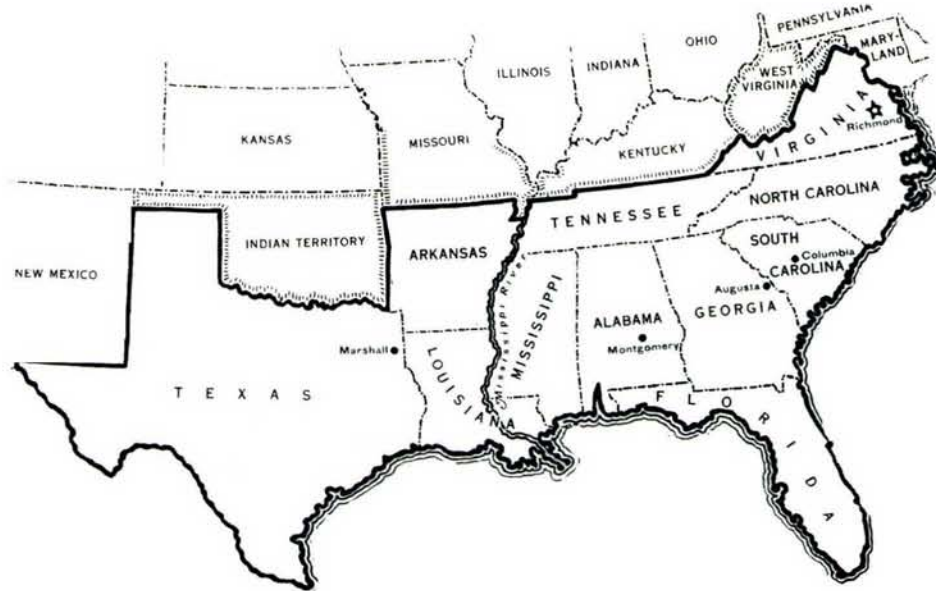 PENNSYLVANIA
OHIO
MARY-
LAND
ILLINOIS
INDIANA
WEST
VIRGINIA
KANSAS
MISSOURI
KENTUCKY
VIRGINIA
Richmond
NORTH CAROLINA
TENNESSEE
INDIAN TERRITORY
ARKANSAS
SOUTH
CAROLINA
Columbia
NEW MEXICO
Mississippi River
MISSISSIPPI
Augusta
GEORGIA
ALABAMA
Montgomery
Marshall
LOUISIANA
TEXAS
FLORIDA